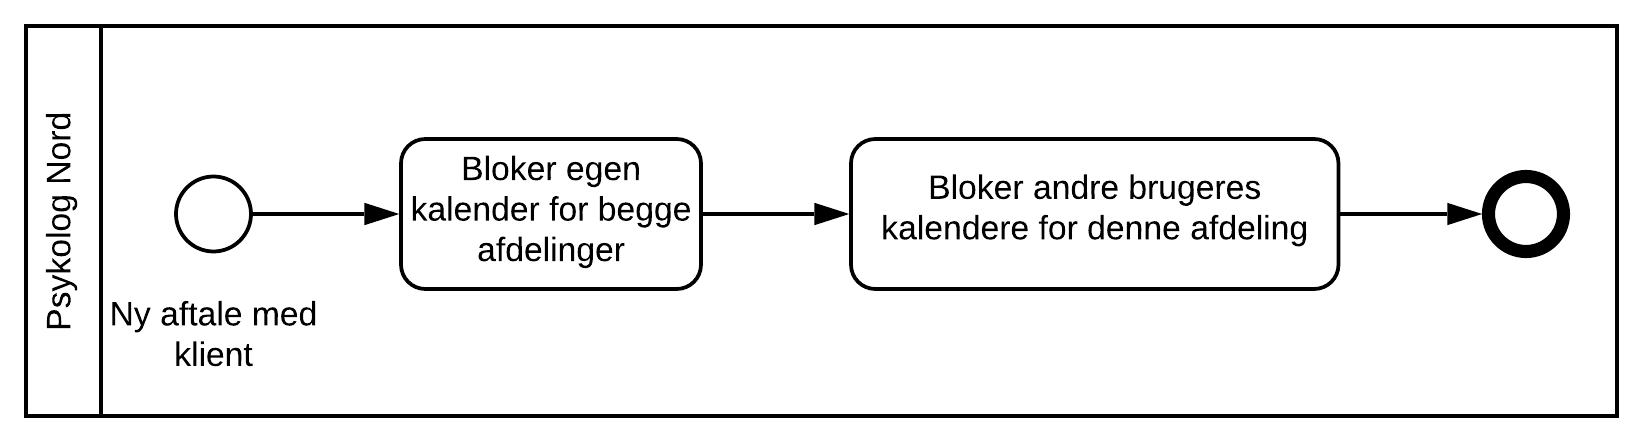 Psykolog Nord
Ny aftale med
klient
Bloker egen
kalender for begge
afdelinger
Bloker andre brugeres
kalendere for denne afdeling